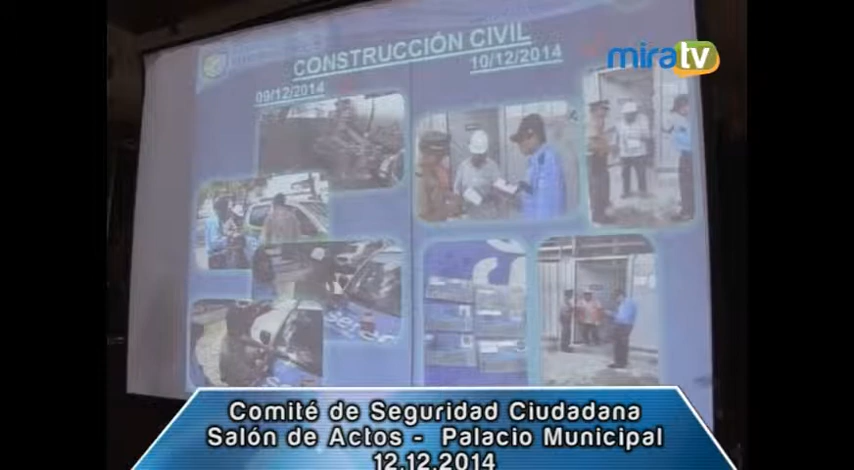 miratv
CONSTRUCCIÓN CIVIL
09/12/2014
10/12/2014
Comité de Seguridad Ciudadana
Salón de Actos - Palacio Municipal
12.12.2014